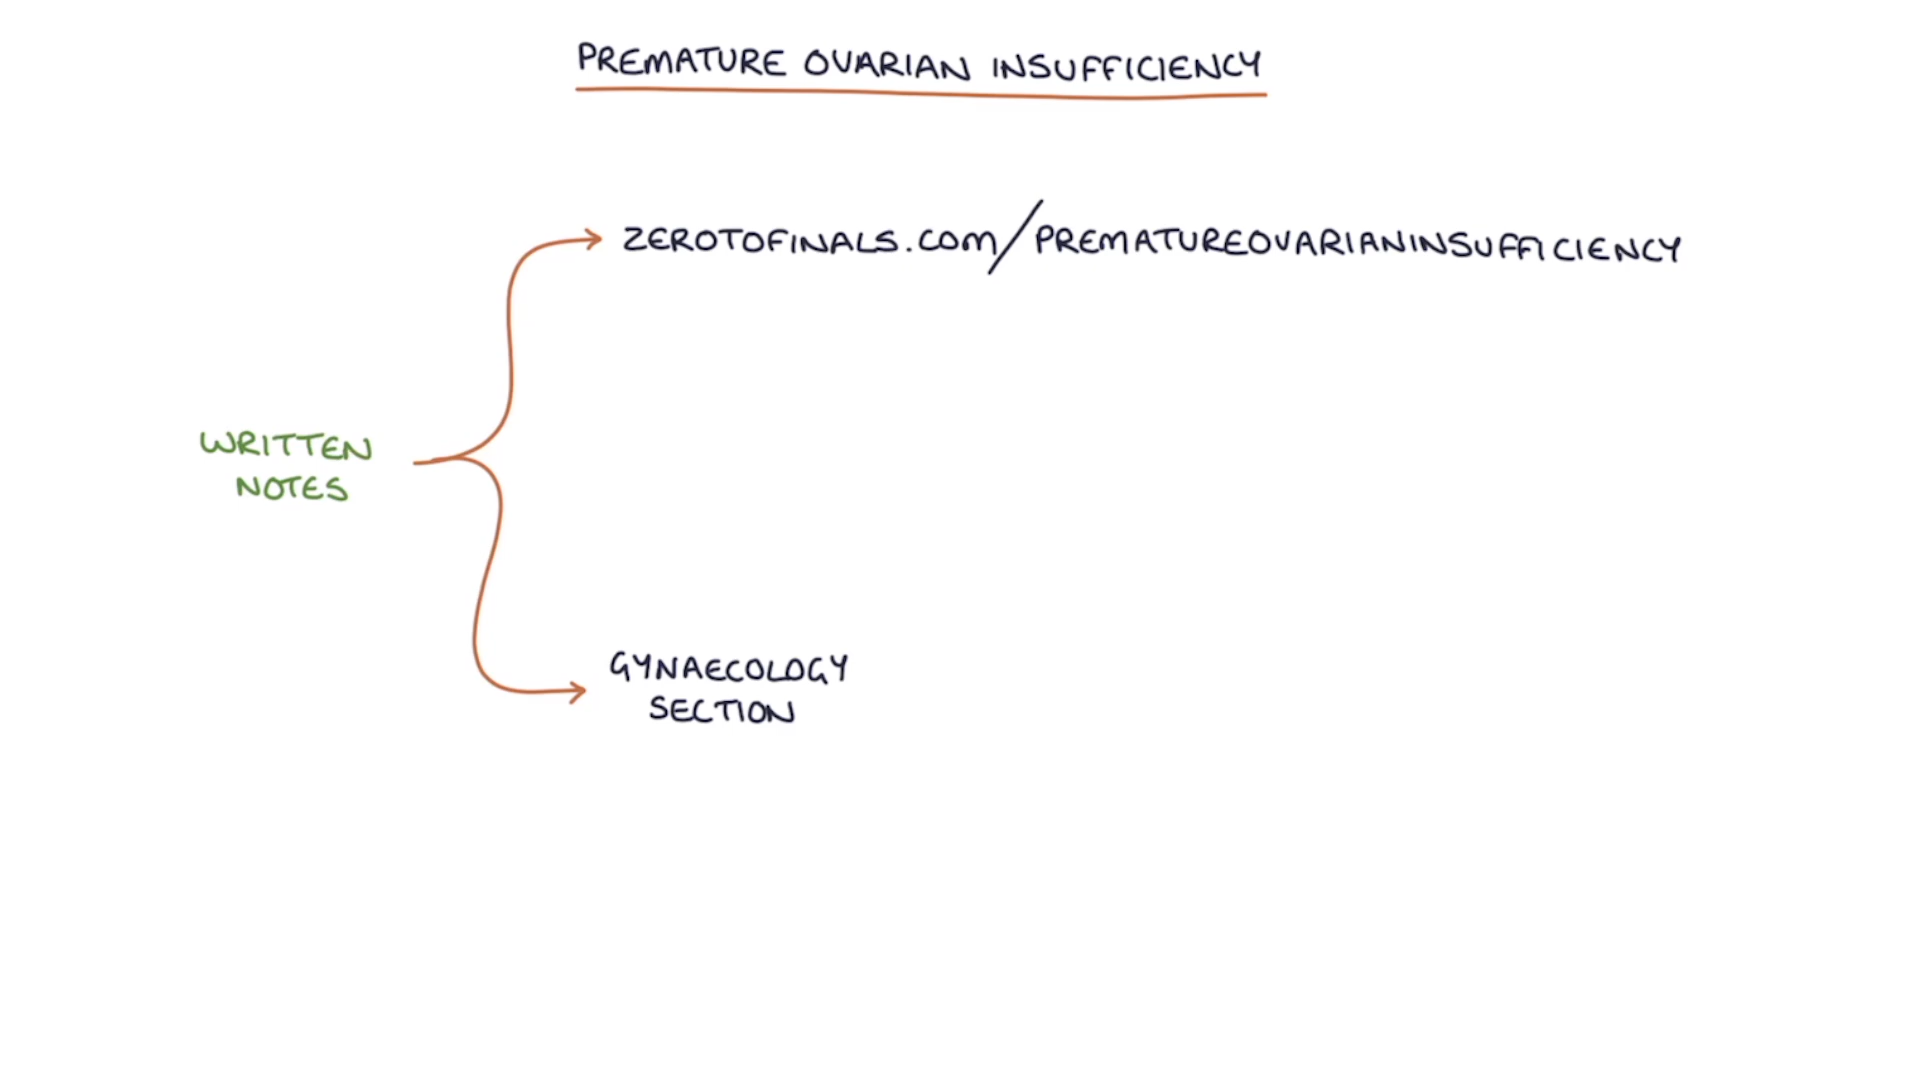 PREMATURE OVARIAN INSUFFICIENCY
ZEROTOFINALS.COM/PREMATUREOVARIANINSUFFICIENCY
WRITTEN
NOTES
GYNAECOLOGY
SECTION